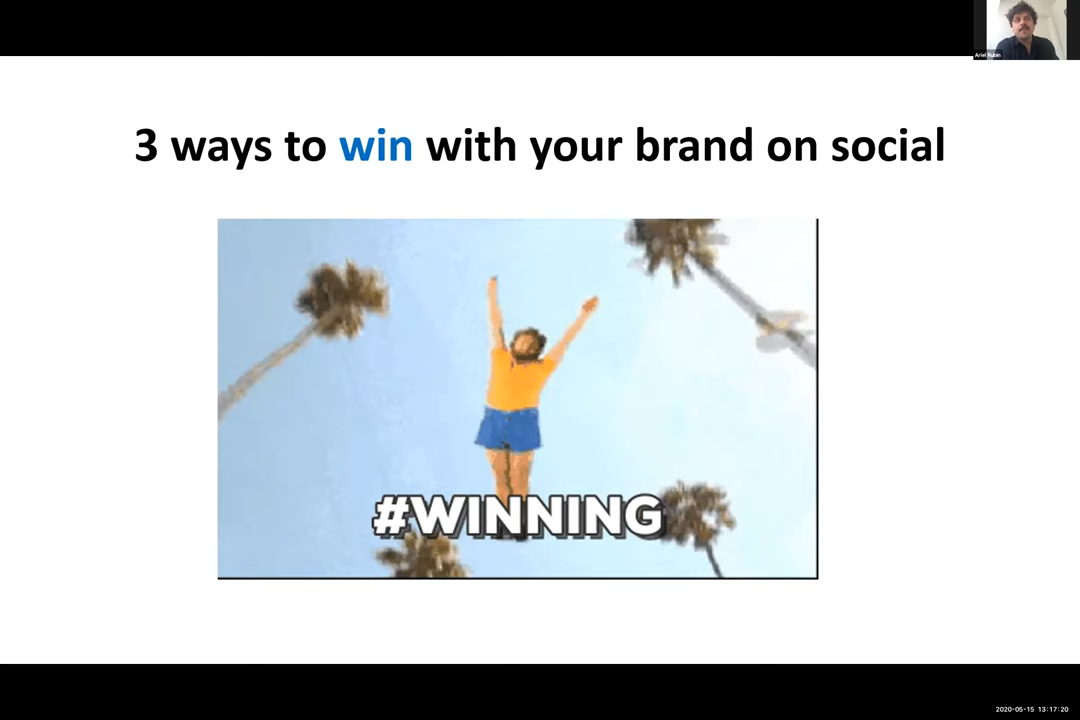 Ariel Rubin
3 ways to win with your brand on social
#WINNING
2020-05-15 13:17:20